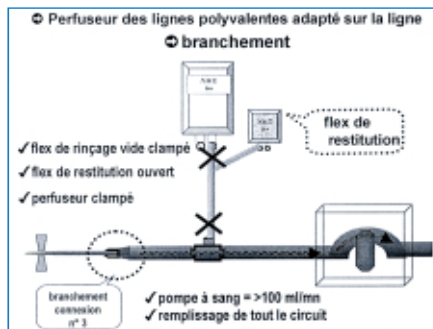 ➲ Perfuseur des lignes polyvalentes adapté sur la ligne
➲ branchement
✓ flex de rinçage vide clampé
✓ flex de restitution ouvert
✓ perfuseur clampé
flex de
restitution
branchement
connexion
n° 3
✓ pompe à sang = >100 ml/mn
✓ remplissage de tout le circuit